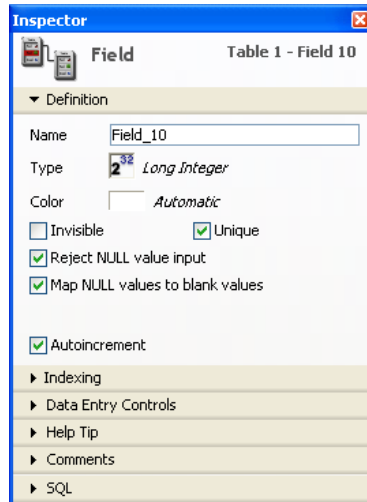 Inspector
Field Table 1 - Field 10
Definition
Name Field_10
Type 2³² Long Integer
Color Automatic
Invisible Unique
Reject NULL value input
Map NULL values to blank values
Autoincrement
Indexing
Data Entry Controls
Help Tip
Comments
SQL